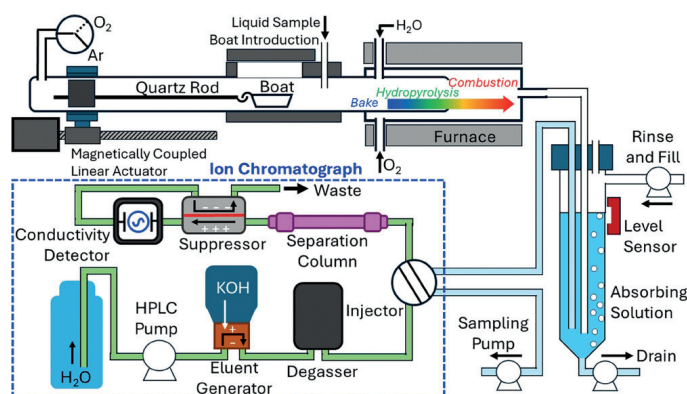 O₂
Ar
Liquid Sample
Boat Introduction
H₂O
Quartz Rod
Boat
Combustion
Hydropyrolysis
Bake
Furnace
O₂
Magnetically Coupled
Linear Actuator
Ion Chromatograph
Waste
Rinse
and Fill
Conductivity
Detector
Suppressor
- - -
+ + +
Separation
Column
Level
Sensor
KOH
Injector
Absorbing
Solution
HPLC
Pump
+
-
H₂O
Eluent
Generator
Degasser
Sampling
Pump
Drain